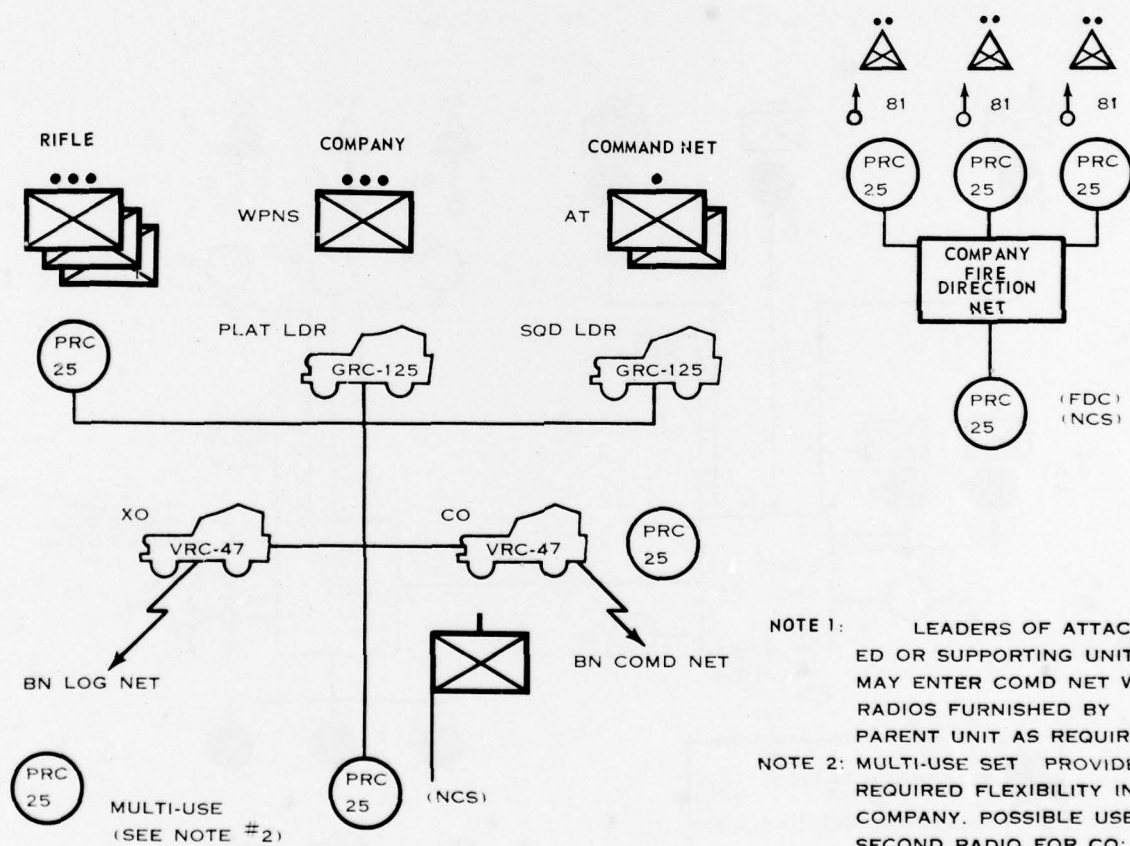 RIFLE
COMPANY
COMMAND NET
WPNS
AT
PRC
25
PLAT LDR
GRC-125
SQD LDR
GRC-125
XO
VRC-47
CO
VRC-47
PRC
25
BN LOG NET
BN COMD NET
PRC
25
MULTI-USE
(SEE NOTE #2)
PRC
25
(NCS)
81
81
81
PRC
25
PRC
25
PRC
25
COMPANY
FIRE
DIRECTION
NET
PRC
25
(FDC)
(NCS)
NOTE 1: LEADERS OF ATTAC
ED OR SUPPORTING UNIT
MAY ENTER COMD NET W
RADIOS FURNISHED BY
PARENT UNIT AS REQUIR
NOTE 2: MULTI-USE SET PROVIDE
REQUIRED FLEXIBILITY IN
COMPANY. POSSIBLE USE
SECOND RADIO FOR CO;